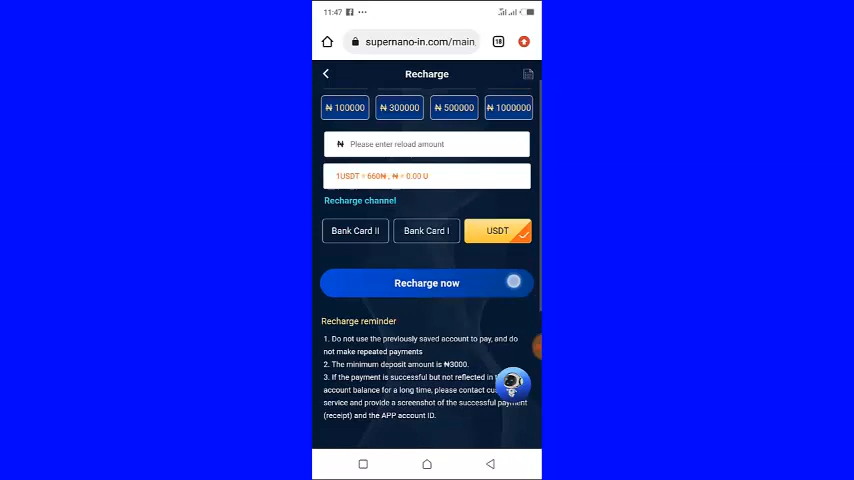 11:47
18
supernano-in.com/main
Recharge
₦ 100000
₦ 300000
₦ 500000
₦ 1000000
₦ Please enter reload amount
1USDT = 660₦ , ₦ = 0.00 U
Recharge channel
Bank Card II
Bank Card I
USDT
Recharge now
Recharge reminder
1. Do not use the previously saved account to pay, and do
not make repeated payments
2. The minimum deposit amount is ₦3000.
3. If the payment is successful but not reflected in
account balance for a long time, please contact
service and provide a screenshot of the successful payment
(receipt) and the APP account ID.